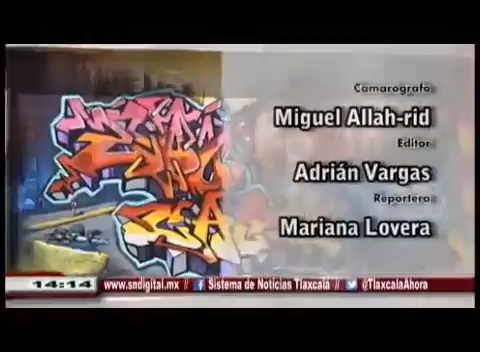 Camarografo:
Miguel Allah-rid
Editor
Adrián Vargas
Reportera:
Mariana Lovera
14:14
www.sndigital.mx // Sistema de Noticias Tlaxcala // @TlaxcalaAhora